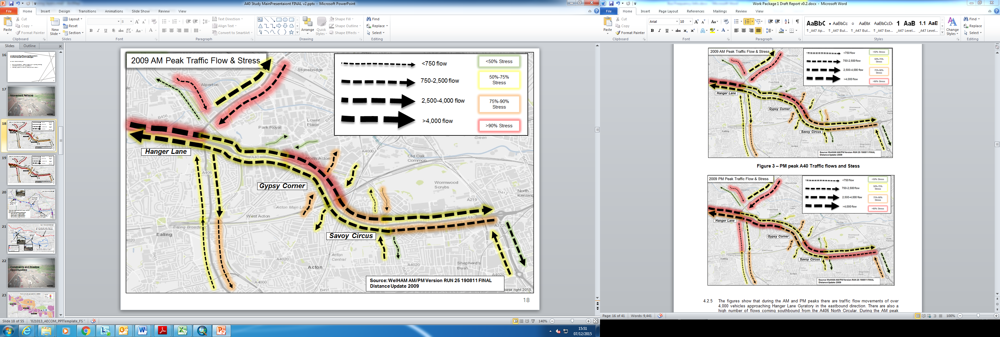 A40 Study MainPresentaiont FINAL v2.pptx - Microsoft PowerPoint
File Home Insert Design Transitions Animations Slide Show Review View
Paste
Cut
Copy
Format Painter
Clipboard
New Slide
Layout
Reset
Section
Slides
8
Font
Text Direction
Align Text
Convert to SmartArt
Paragraph
Arrange
Quick Styles
Shape Fill
Shape Outline
Shape Effects
Drawing
Find
Replace
Select
Editing
Slides Outline
16
17
Movement Patterns
18
19
20
21
22
Constraints and Possible
Opportunities
23
2009 AM Peak Traffic Flow & Stress
<750 flow
750-2,500 flow
2,500-4,000 flow
>4,000 flow
<50% Stress
50%-75%
Stress
75%-90%
Stress
>90% Stress
Stonebridge
Alperton
B456
Lower
Place
Park Royal
Green
Hanger Lane
A40
North Acton
A4000
Old Oak
Common
B450
A406
Gypsy Corner
Wormwood
Scrubs
B412
North
Kensing
A219
Acton Main Line
West Acton
Ealing Broadway
A40
A3220
Ealing
Savoy Circus
4020
B455
A4020
Acton
Central
Acton
A4020
B408
Shepherd's
Bush
A4020
A4000
B491
Source: WelHAM AM/PM Version RUN 25 190811 FINAL
Distance Update 2009
base right 2015
18
Slide 18 of 55 "021013_AECOM_PPTTemplate_FS" 140%
15:51
07/12/2015
Work Package 1 Draft Report v0.2.docx - Microsoft Word
File Home Insert Page Layout References Mailings Review View
Paste
Cut
Copy
Format Painter
Clipboard
Arial 10
Font
Paragraph
AaBbC AaBbCc AaBbC AaBbCcD 1 AaB 1.1 AaB
_A47 Ap... _A47 Bul... _A47 Bul... _A47 Exe... _A47 Level... _A47 Level...
Change Styles
Styles
Find
Replace
Select
Editing
2009 AM Peak Traffic Flow & Stress
<750 flow
750-2,500 flow
2,500-4,000 flow
>4,000 flow
<50% Stress
50%-75%
Stress
75%-90%
Stress
>90% Stress
Hanger Lane
Gypsy Corner
Savoy Circus
Source: WelHAM AM/PM Version RUN 25 190811 FINAL
Distance Update 2009
Figure 3 – PM peak A40 Traffic flows and Stess
2009 PM Peak Traffic Flow & Stress
<750 flow
750-2,500 flow
2,500-4,000 flow
>4,000 flow
<50% Stress
50%-75%
Stress
75%-90%
Stress
>90% Stress
Hanger Lane
Gypsy Corner
Savoy Circus
Source: WelHAM AM/PM Version RUN 25 190811 FINAL
Distance Update 2009
4.2.5 The figures show that during the AM and PM peaks there are traffic flow movements of over
4,000 vehicles approaching Hanger Lane Gyratory in the eastbound direction. There are also a
high number of flows coming southbound from the A406 North Circular. During the AM peak
Page: 16 of 41 Words: 9,441 100%